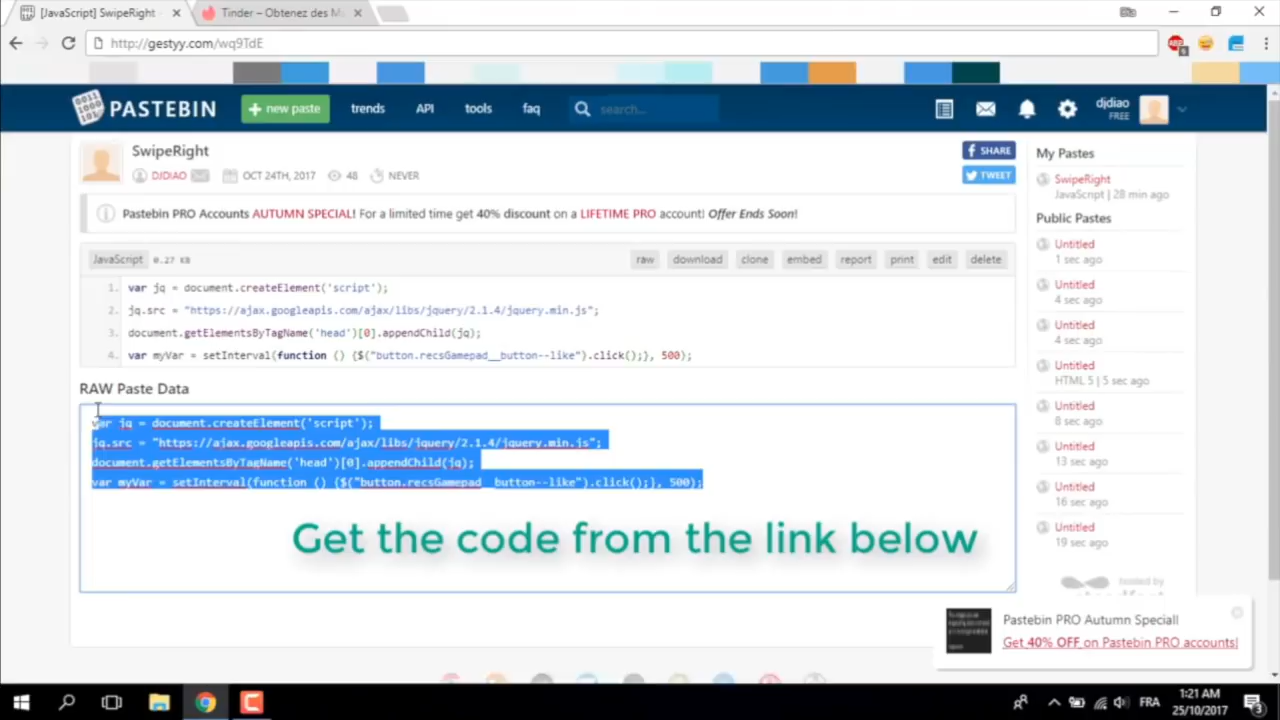 [JavaScript] SwipeRight -
Tinder – Obtenez des Ma
http://gestyy.com/wq9TdE
PASTEBIN
+ new paste
trends
API
tools
faq
search...
djdiao
FREE
SwipeRight
DJDIAO
OCT 24TH, 2017
48
NEVER
SHARE
TWEET
Pastebin PRO Accounts AUTUMN SPECIAL! For a limited time get 40% discount on a LIFETIME PRO account! Offer Ends Soon!
JavaScript 0.27 KB
raw
download
clone
embed
report
print
edit
delete
1. var jq = document.createElement('script');
2. jq.src = "https://ajax.googleapis.com/ajax/libs/jquery/2.1.4/jquery.min.js";
3. document.getElementsByTagName('head')[0].appendChild(jq);
4. var myVar = setInterval(function () {$("button.recsGamepad__button--like").click();}, 500);
RAW Paste Data
var jq = document.createElement('script');
jq.src = "https://ajax.googleapis.com/ajax/libs/jquery/2.1.4/jquery.min.js";
document.getElementsByTagName('head')[0].appendChild(jq);
var myVar = setInterval(function () {$("button.recsGamepad__button--like").click();}, 500);
Get the code from the link below
My Pastes
SwipeRight
JavaScript | 28 min ago
Public Pastes
Untitled
1 sec ago
Untitled
4 sec ago
Untitled
4 sec ago
Untitled
HTML 5 | 5 sec ago
Untitled
8 sec ago
Untitled
13 sec ago
Untitled
16 sec ago
Untitled
19 sec ago
hosted by
Pastebin PRO Autumn Special!
Get 40% OFF on Pastebin PRO accounts!
FRA
1:21 AM
25/10/2017
3